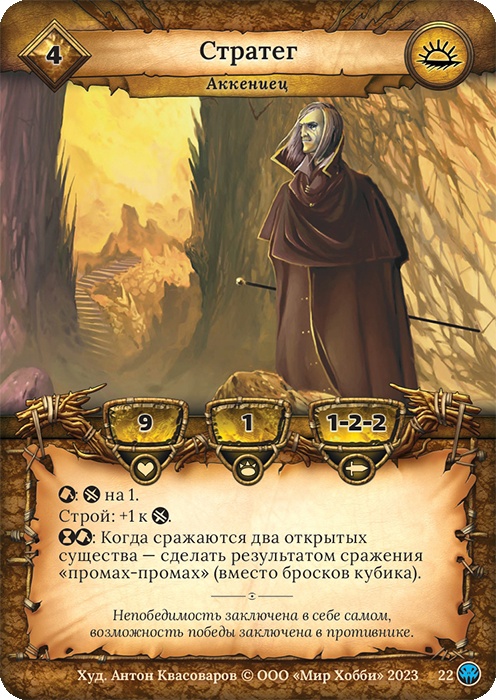 4
Стратег
Аккениец
9
1
1-2-2
: на 1.
Строй: +1 к .
: Когда сражаются два открытых
существа — сделать результатом сражения
«промах-промах» (вместо бросков кубика).
Непобедимость заключена в себе самом,
возможность победы заключена в противнике.
Худ. Антон Квасоваров © ООО «Мир Хобби» 2023
22